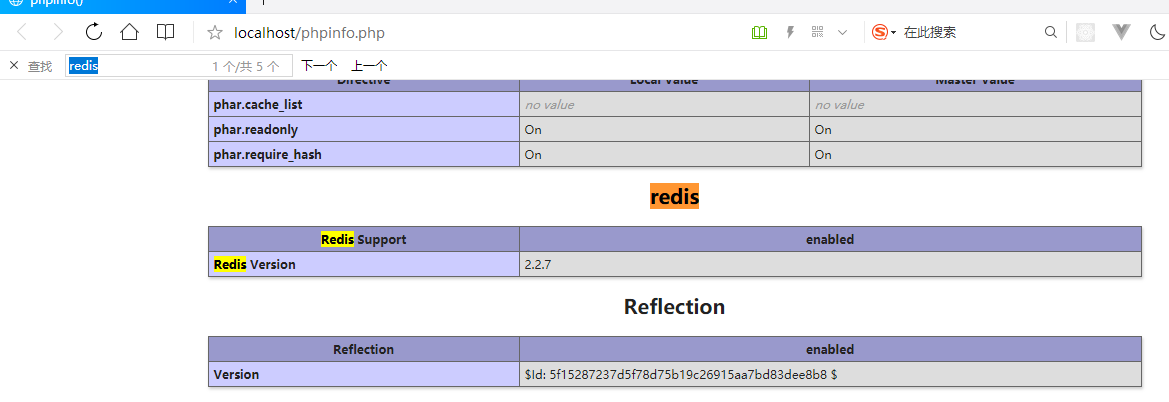 phpinfo()
localhost/phpinfo.php
在此搜索
查找 redis 1 个/共 5 个 下一个 上一个
Directive Local Value Master Value
phar.cache_list no value no value
phar.readonly On On
phar.require_hash On On
redis
Redis Support enabled
Redis Version 2.2.7
Reflection
Reflection enabled
Version $Id: 5f15287237d5f78d75b19c26915aa7bd83dee8b8 $